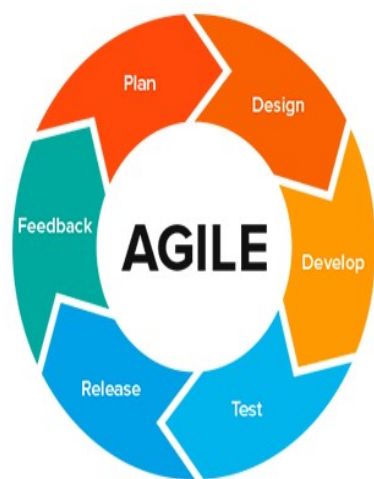 Plan
Design
Develop
Test
Release
Feedback
AGILE